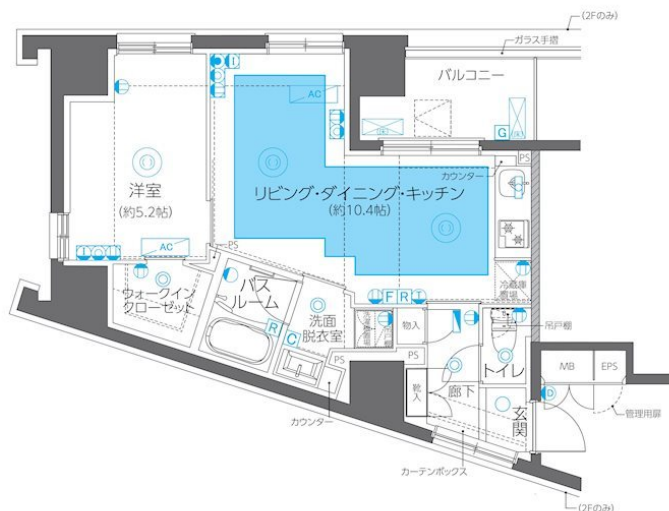 (2Fのみ)
ガラス手摺
バルコニー
AC
G
カウンター
PS
洋室
(約5.2帖)
リビング・ダイニング・キッチン
(約10.4帖)
AC
PS
冷蔵庫
置場
ウォークイン
クローゼット
バス
ルーム
R
C
洗面
脱衣室
F
R
I
I
物入
吊戸棚
PS
PS
トイレ
MB
EPS
靴入
廊下
玄関
D
管理用扉
カウンター
カーテンボックス
(2Fのみ)